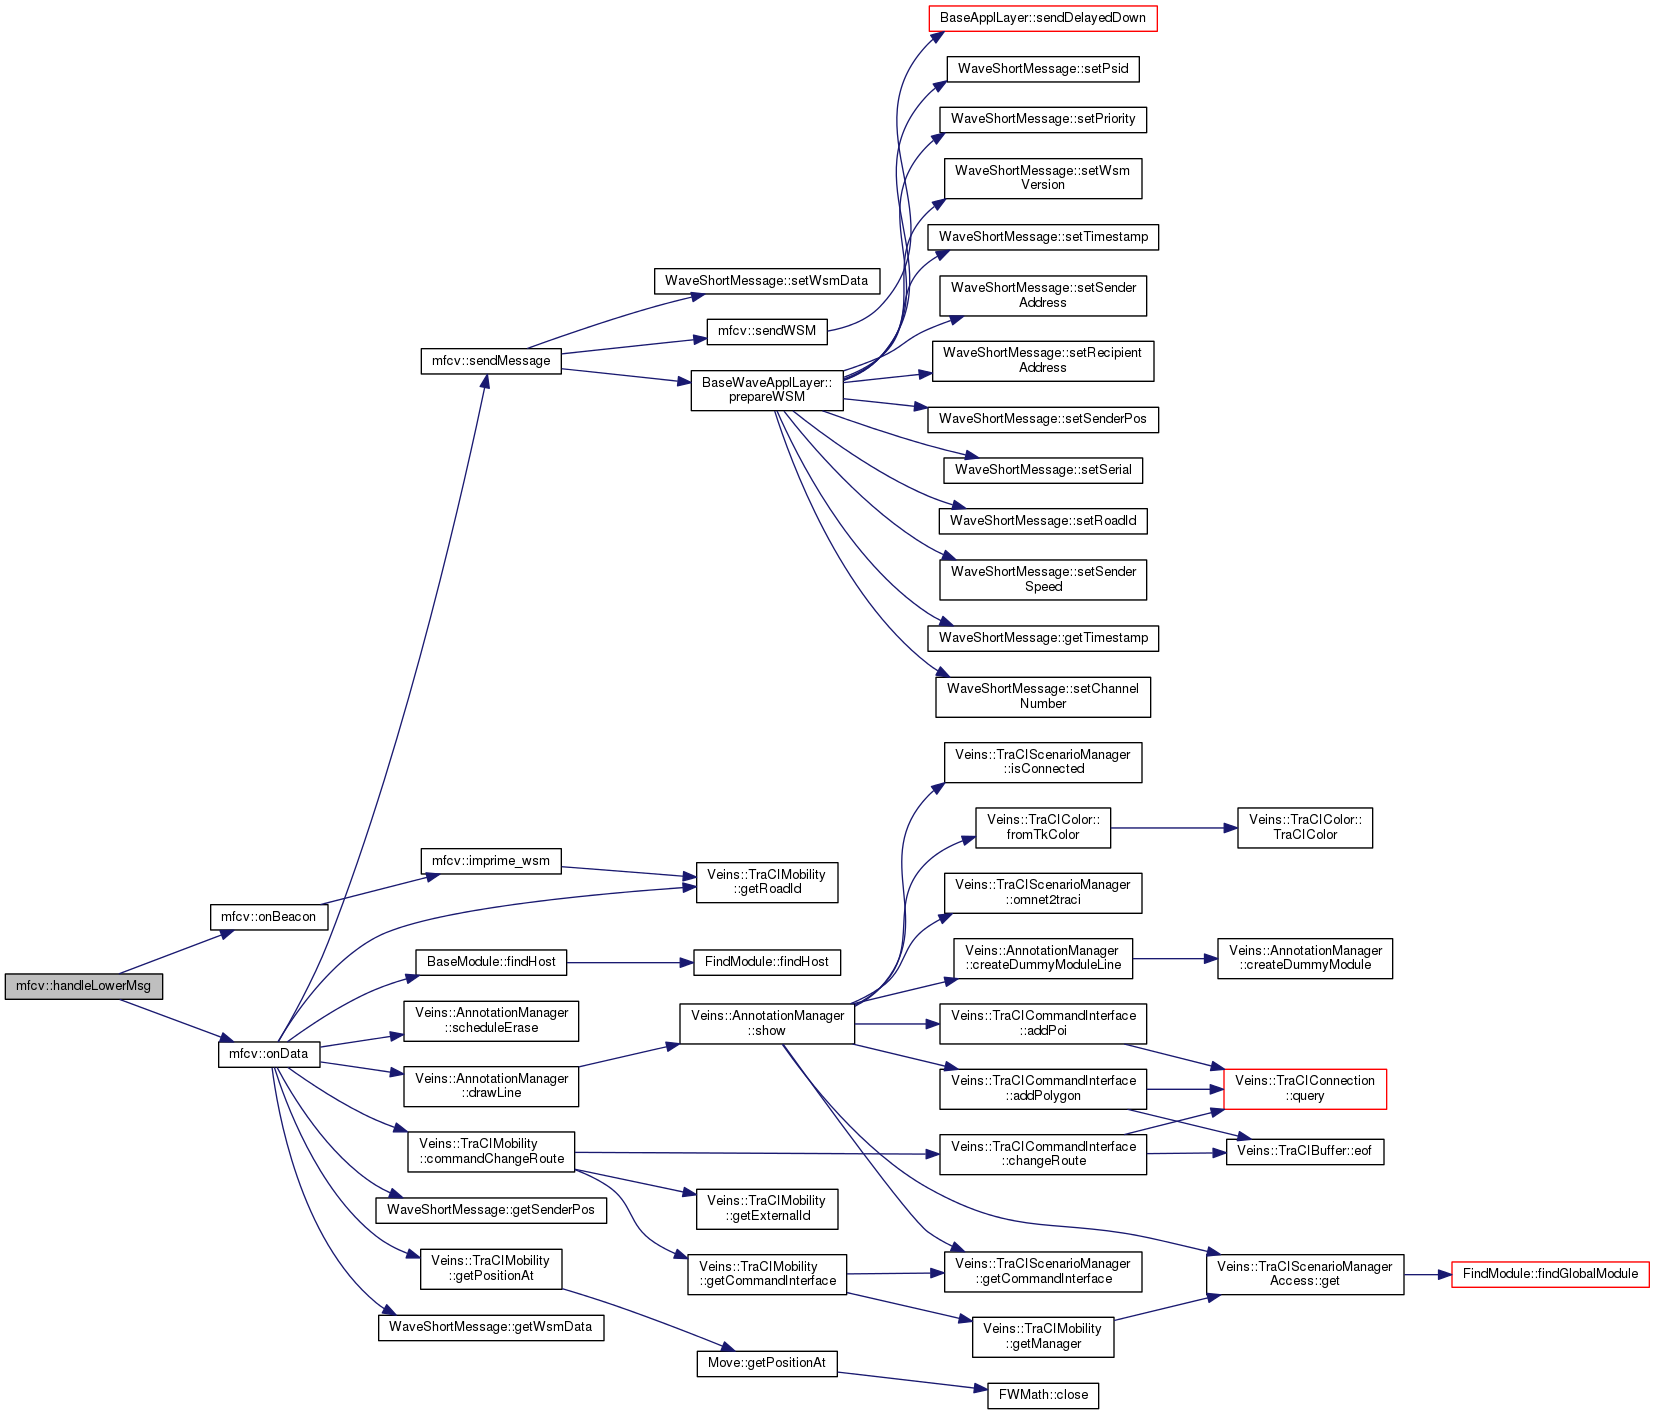 BaseApplLayer::sendDelayedDown
WaveShortMessage::setPsid
WaveShortMessage::setPriority
WaveShortMessage::setWsm
Version
WaveShortMessage::setTimestamp
WaveShortMessage::setWsmData
WaveShortMessage::setSender
Address
mfcv::sendWSM
mfcv::sendMessage
WaveShortMessage::setRecipient
Address
BaseWaveApplLayer::
prepareWSM
WaveShortMessage::setSenderPos
WaveShortMessage::setSerial
WaveShortMessage::setRoadId
WaveShortMessage::setSender
Speed
WaveShortMessage::getTimestamp
WaveShortMessage::setChannel
Number
Veins::TraCIScenarioManager
::isConnected
Veins::TraCIColor::
fromTkColor
Veins::TraCIColor::
TraCIColor
mfcv::imprime_wsm
Veins::TraCIMobility
::getRoadId
Veins::TraCIScenarioManager
::omnet2traci
mfcv::onBeacon
BaseModule::findHost
FindModule::findHost
Veins::AnnotationManager
::createDummyModuleLine
Veins::AnnotationManager
::createDummyModule
mfcv::handleLowerMsg
Veins::AnnotationManager
::scheduleErase
Veins::AnnotationManager
::show
Veins::TraCICommandInterface
::addPoi
mfcv::onData
Veins::AnnotationManager
::drawLine
Veins::TraCICommandInterface
::addPolygon
Veins::TraCIConnection
::query
Veins::TraCIMobility
::commandChangeRoute
Veins::TraCICommandInterface
::changeRoute
Veins::TraCIBuffer::eof
WaveShortMessage::getSenderPos
Veins::TraCIMobility
::getExternalId
Veins::TraCIMobility
::getPositionAt
Veins::TraCIMobility
::getCommandInterface
Veins::TraCIScenarioManager
::getCommandInterface
Veins::TraCIScenarioManager
Access::get
FindModule::findGlobalModule
WaveShortMessage::getWsmData
Veins::TraCIMobility
::getManager
Move::getPositionAt
FWMath::close